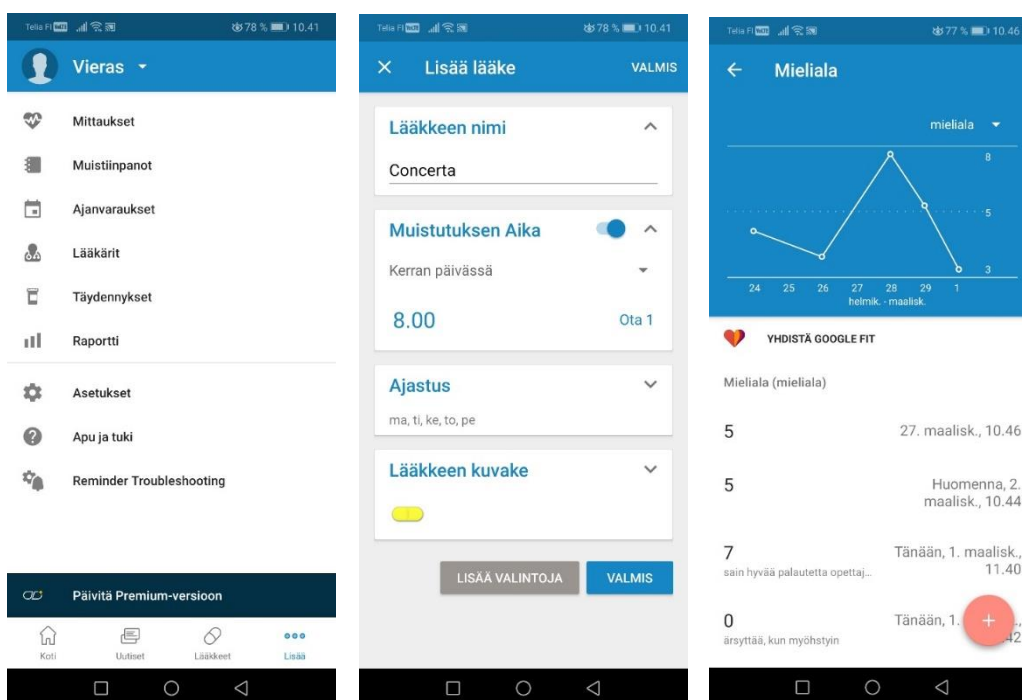 Telia FI VoLTE 78 % 10.41
Vieras
Mittaukset
Muistiinpanot
Ajanvaraukset
Lääkärit
Täydennykset
Raportti
Asetukset
Apu ja tuki
Reminder Troubleshooting
Päivitä Premium-versioon
Koti Uutiset Lääkkeet Lisää
Telia FI 78 % 10.41
Lisää lääke VALMIS
Lääkkeen nimi
Concerta
Muistutuksen Aika
Kerran päivässä
8.00 Ota 1
Ajastus
ma, ti, ke, to, pe
Lääkkeen kuvake
LISÄÄ VALINTOJA VALMIS
Telia FI 77 % 10.46
Mieliala
mieliala
8
5
3
24 25 26 27 28 29 1
helmik. - maalisk.
YHDISTÄ GOOGLE FIT
Mieliala (mieliala)
5 27. maalisk., 10.46
5 Huomenna, 2.
maalisk., 10.44
7 Tänään, 1. maalisk.,
sain hyvää palautetta opettaj... 11.40
0 Tänään, 1.
ärsyttää, kun myöhstyin 42